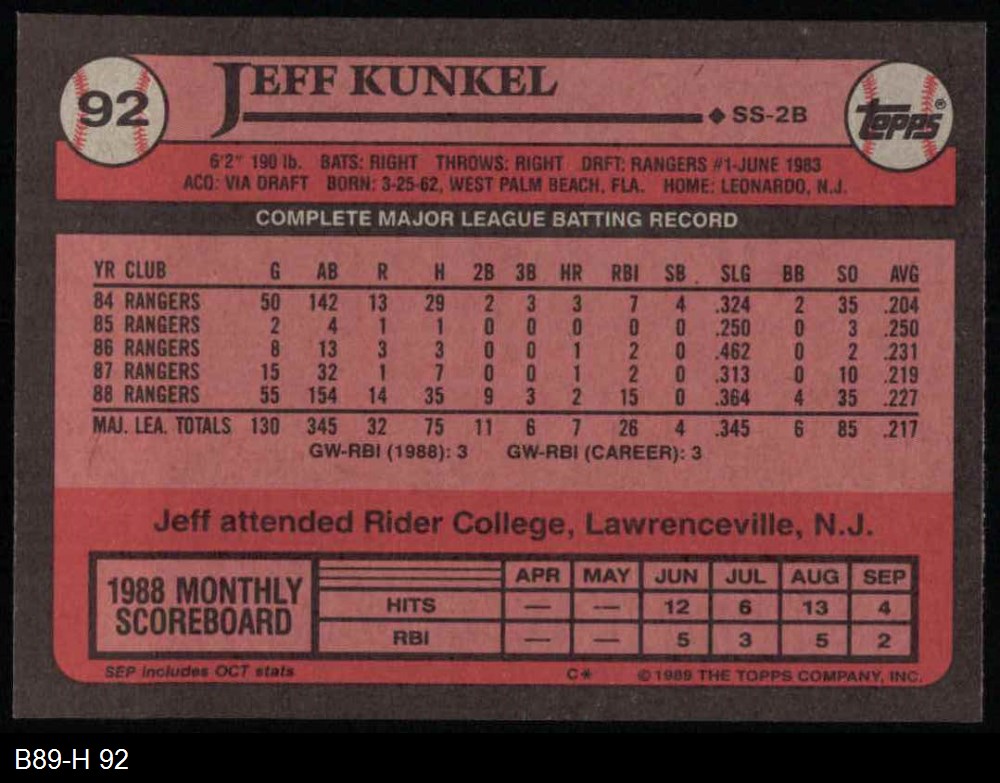 92
JEFF KUNKEL
◆ SS-2B
TOPPS®
6'2" 190 lb. BATS: RIGHT THROWS: RIGHT DRFT: RANGERS #1-JUNE 1983
ACQ: VIA DRAFT BORN: 3-25-62, WEST PALM BEACH, FLA. HOME: LEONARDO, N.J.
COMPLETE MAJOR LEAGUE BATTING RECORD
YR CLUB G AB R H 2B 3B HR RBI SB SLG BB SO AVG
84 RANGERS 50 142 13 29 2 3 3 7 4 .324 2 35 .204
85 RANGERS 2 4 1 1 0 0 0 0 0 .250 0 3 .250
86 RANGERS 8 13 3 3 0 0 1 2 0 .462 0 2 .231
87 RANGERS 15 32 1 7 0 0 1 2 0 .313 0 10 .219
88 RANGERS 55 154 14 35 9 3 2 15 0 .364 4 35 .227
MAJ. LEA. TOTALS 130 345 32 75 11 6 7 26 4 .345 6 85 .217
GW-RBI (1988): 3 GW-RBI (CAREER): 3
Jeff attended Rider College, Lawrenceville, N.J.
1988 MONTHLY
SCOREBOARD
APR MAY JUN JUL AUG SEP
HITS — — 12 6 13 4
RBI — — 5 3 5 2
SEP includes OCT stats C* © 1989 THE TOPPS COMPANY, INC.
B89-H 92